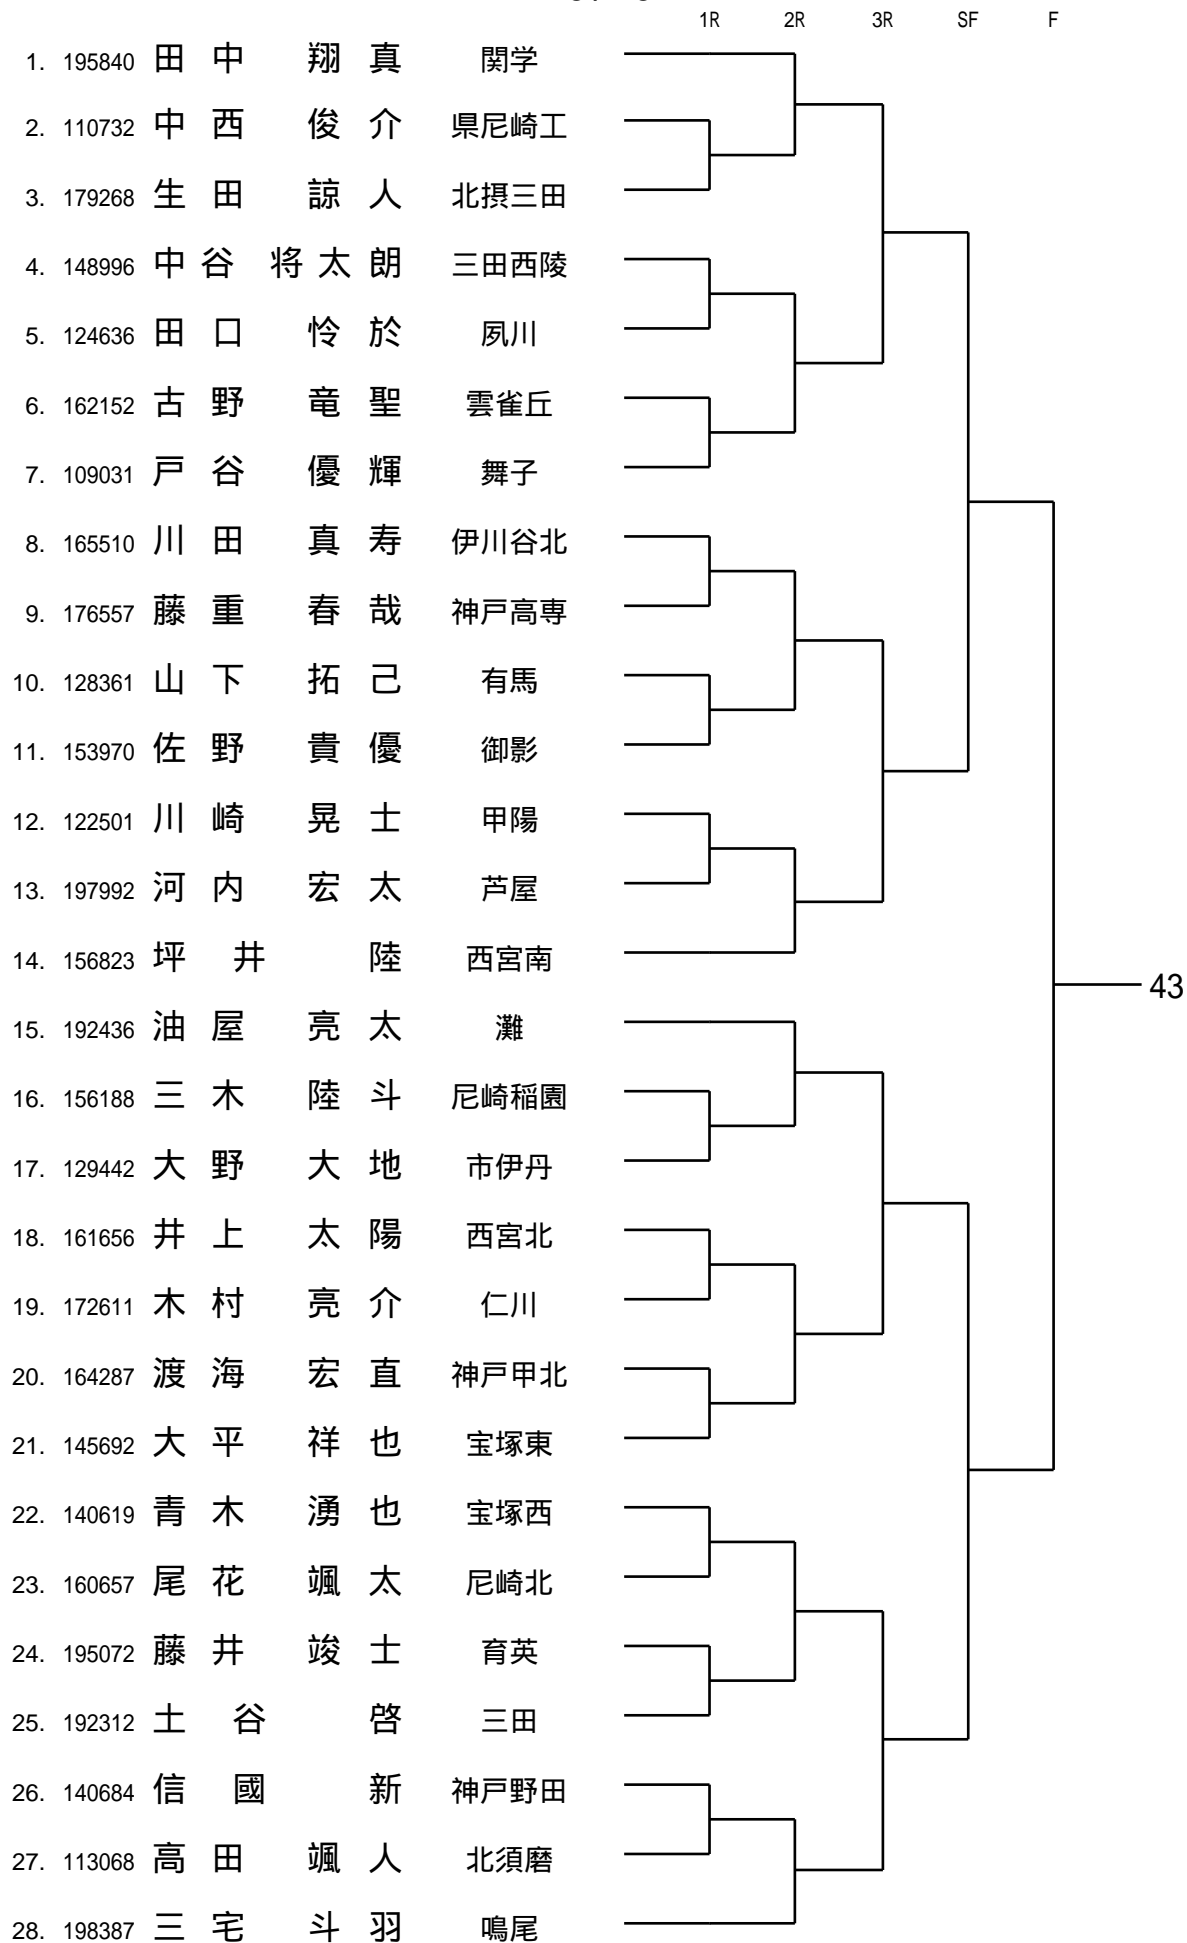 1R 2R 3R SF F
1. 195840 田中 翔真 関学
2. 110732 中西 俊介 県尼崎工
3. 179268 生田 諒人 北摂三田
4. 148996 中谷 将太朗 三田西陵
5. 124636 田口 怜於 夙川
6. 162152 古野 竜聖 雲雀丘
7. 109031 戸谷 優輝 舞子
8. 165510 川田 真寿 伊川谷北
9. 176557 藤重 春哉 神戸高専
10. 128361 山下 拓己 有馬
11. 153970 佐野 貴優 御影
12. 122501 川崎 晃士 甲陽
13. 197992 河内 宏太 芦屋
14. 156823 坪井 陸 西宮南
43
15. 192436 油屋 亮太 灘
16. 156188 三木 陸斗 尼崎稲園
17. 129442 大野 大地 市伊丹
18. 161656 井上 太陽 西宮北
19. 172611 木村 亮介 仁川
20. 164287 渡海 宏直 神戸甲北
21. 145692 大平 祥也 宝塚東
22. 140619 青木 湧也 宝塚西
23. 160657 尾花 颯太 尼崎北
24. 195072 藤井 竣士 育英
25. 192312 土谷 啓 三田
26. 140684 信國 新 神戸野田
27. 113068 高田 颯人 北須磨
28. 198387 三宅 斗羽 鳴尾